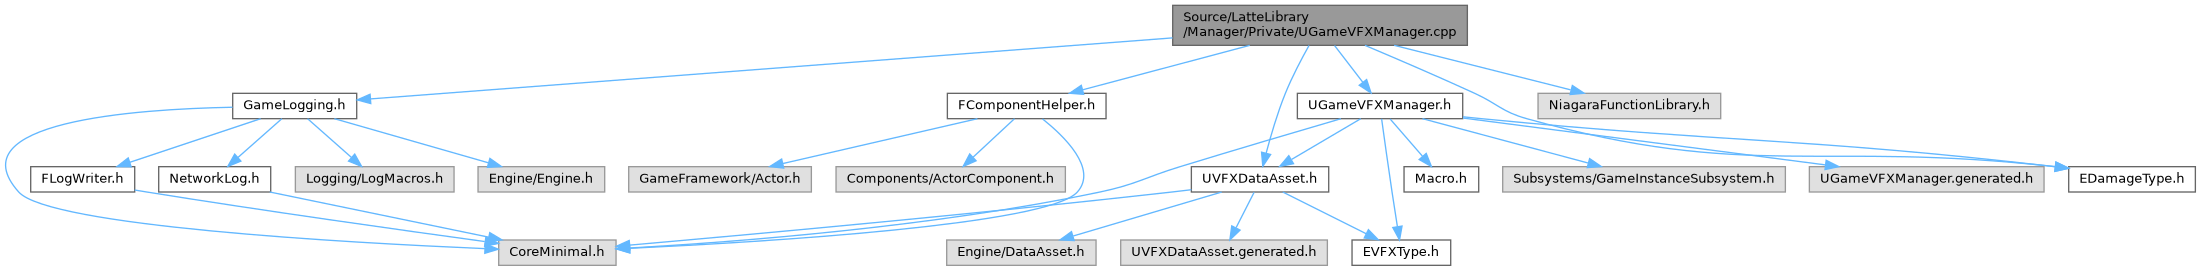 Source/LatteLibrary
/Manager/Private/UGameVFXManager.cpp
GameLogging.h
FComponentHelper.h
UGameVFXManager.h
NiagaraFunctionLibrary.h
FLogWriter.h
NetworkLog.h
Logging/LogMacros.h
Engine/Engine.h
GameFramework/Actor.h
Components/ActorComponent.h
UVFXDataAsset.h
Macro.h
Subsystems/GameInstanceSubsystem.h
UGameVFXManager.generated.h
EDamageType.h
CoreMinimal.h
Engine/DataAsset.h
UVFXDataAsset.generated.h
EVFXType.h